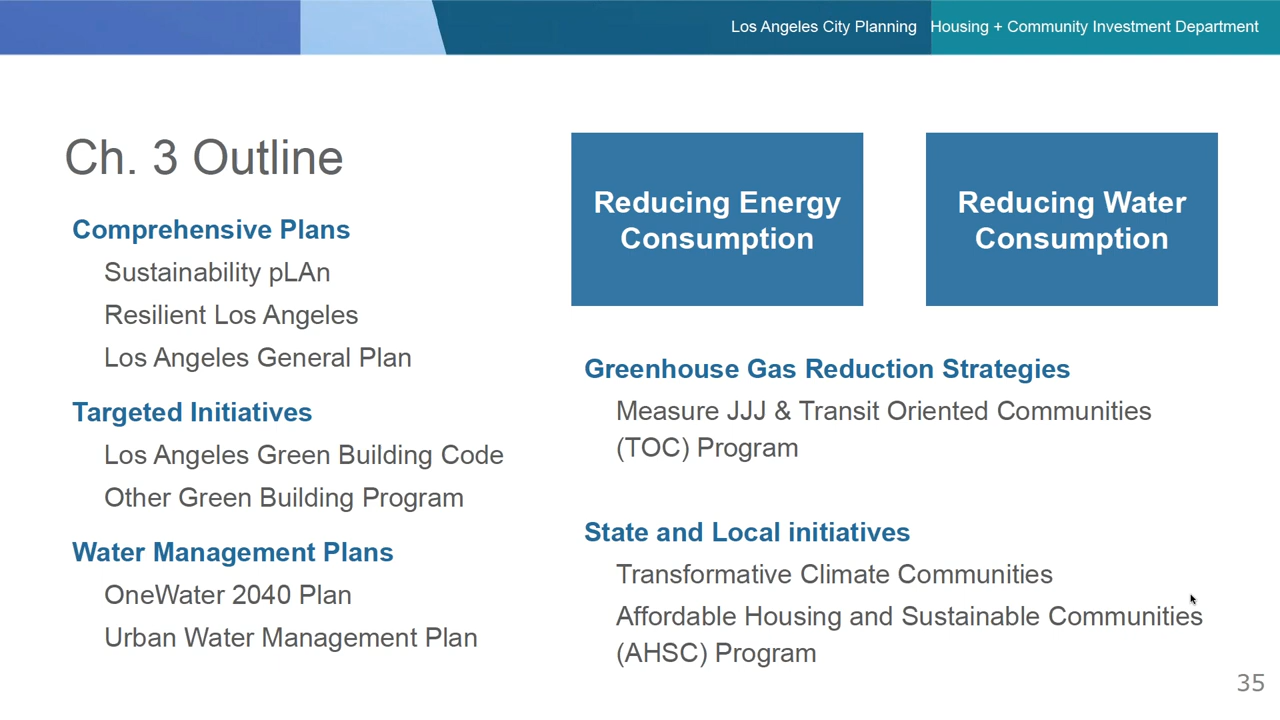 Los Angeles City Planning Housing + Community Investment Department
Ch. 3 Outline
Comprehensive Plans
Sustainability pLAn
Resilient Los Angeles
Los Angeles General Plan
Targeted Initiatives
Los Angeles Green Building Code
Other Green Building Program
Water Management Plans
OneWater 2040 Plan
Urban Water Management Plan
Reducing Energy
Consumption
Reducing Water
Consumption
Greenhouse Gas Reduction Strategies
Measure JJJ & Transit Oriented Communities
(TOC) Program
State and Local initiatives
Transformative Climate Communities
Affordable Housing and Sustainable Communities
(AHSC) Program
35